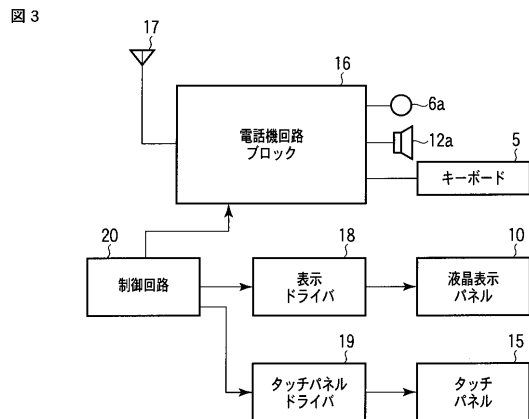 図3
17
16
電話機回路
ブロック
6a
12a
5
キーボード
20
制御回路
18
表示
ドライバ
10
液晶表示
パネル
19
タッチパネル
ドライバ
15
タッチ
パネル